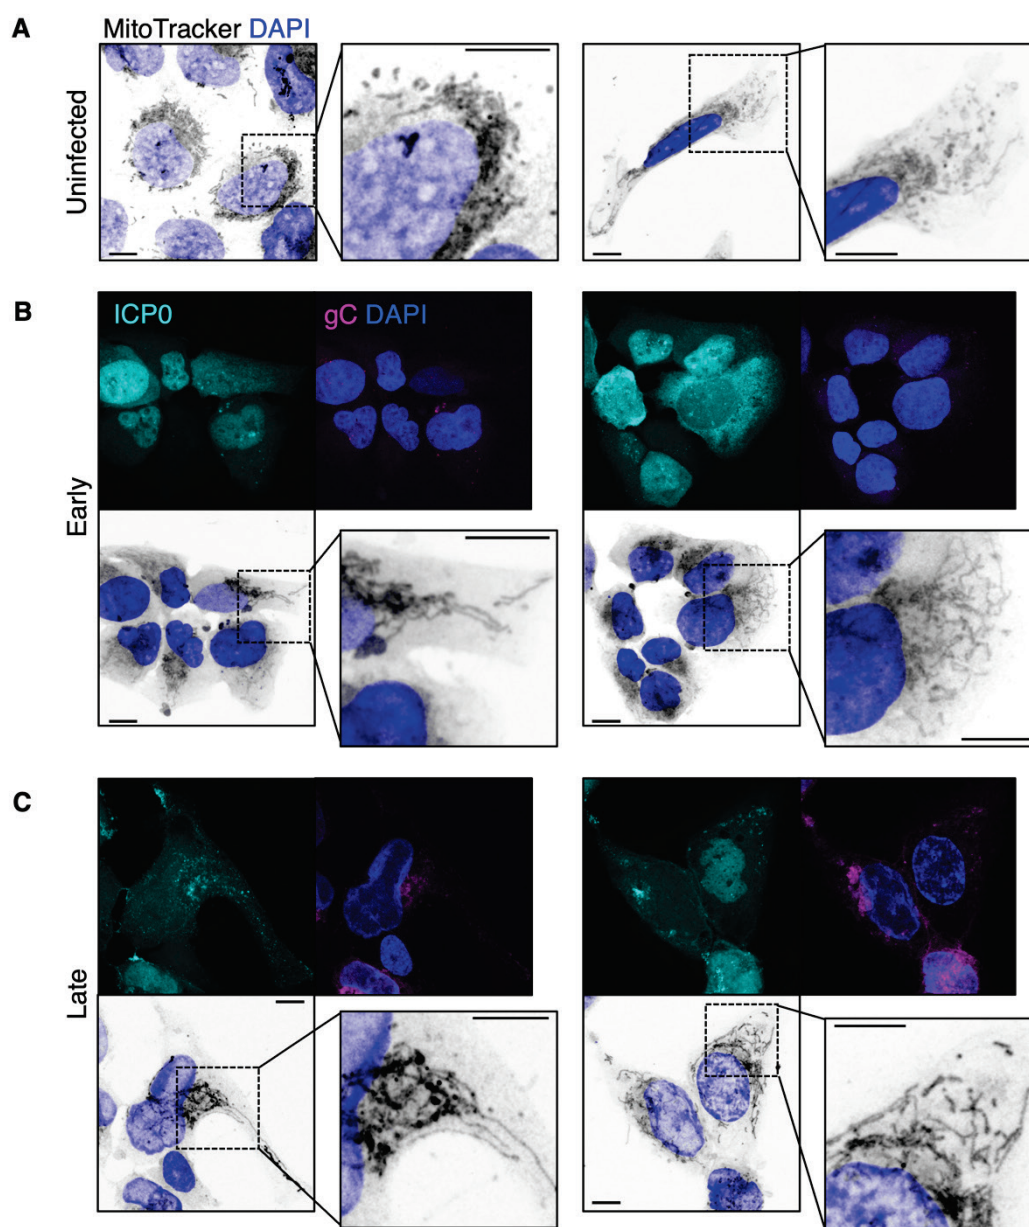 A
MitoTracker DAPI
Uninfected
B
ICP0
gC DAPI
Early
C
Late